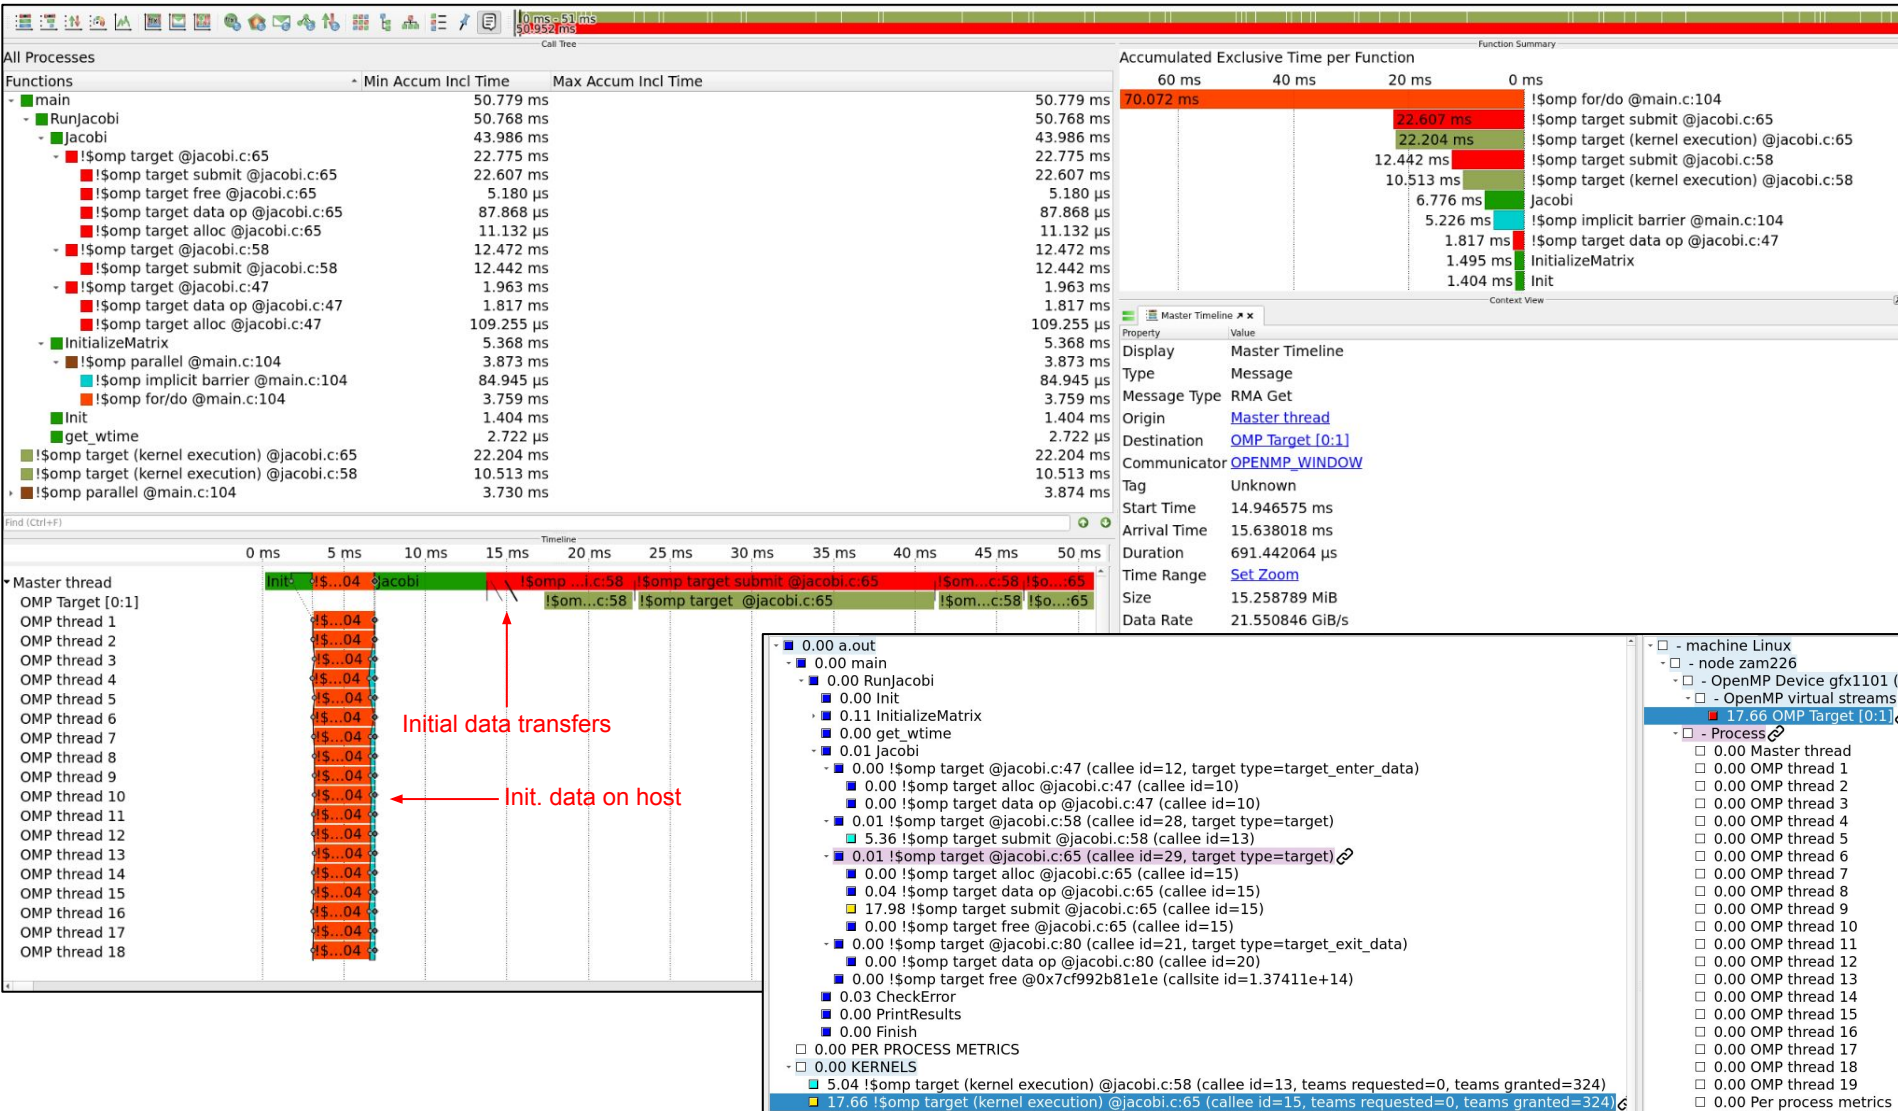 0 ms - 51 ms
50.952 ms
Call Tree
All Processes
Functions Min Accum Incl Time Max Accum Incl Time
main 50.779 ms 50.779 ms
RunJacobi 50.768 ms 50.768 ms
Jacobi 43.986 ms 43.986 ms
!$omp target @jacobi.c:65 22.775 ms 22.775 ms
!$omp target submit @jacobi.c:65 22.607 ms 22.607 ms
!$omp target free @jacobi.c:65 5.180 µs 5.180 µs
!$omp target data op @jacobi.c:65 87.868 µs 87.868 µs
!$omp target alloc @jacobi.c:65 11.132 µs 11.132 µs
!$omp target @jacobi.c:58 12.472 ms 12.472 ms
!$omp target submit @jacobi.c:58 12.442 ms 12.442 ms
!$omp target @jacobi.c:47 1.963 ms 1.963 ms
!$omp target data op @jacobi.c:47 1.817 ms 1.817 ms
!$omp target alloc @jacobi.c:47 109.255 µs 109.255 µs
InitializeMatrix 5.368 ms 5.368 ms
!$omp parallel @main.c:104 3.873 ms 3.873 ms
!$omp implicit barrier @main.c:104 84.945 µs 84.945 µs
!$omp for/do @main.c:104 3.759 ms 3.759 ms
Init 1.404 ms 1.404 ms
get_wtime 2.722 µs 2.722 µs
!$omp target (kernel execution) @jacobi.c:65 22.204 ms 22.204 ms
!$omp target (kernel execution) @jacobi.c:58 10.513 ms 10.513 ms
!$omp parallel @main.c:104 3.730 ms 3.874 ms
Find (Ctrl+F)
Function Summary
Accumulated Exclusive Time per Function
60 ms 40 ms 20 ms 0 ms
70.072 ms !$omp for/do @main.c:104
22.607 ms !$omp target submit @jacobi.c:65
22.204 ms !$omp target (kernel execution) @jacobi.c:65
12.442 ms !$omp target submit @jacobi.c:58
10.513 ms !$omp target (kernel execution) @jacobi.c:58
6.776 ms Jacobi
5.226 ms !$omp implicit barrier @main.c:104
1.817 ms !$omp target data op @jacobi.c:47
1.495 ms InitializeMatrix
1.404 ms Init
Context View
Master Timeline
Property Value
Display Master Timeline
Type Message
Message Type RMA Get
Origin Master thread
Destination OMP Target [0:1]
Communicator OPENMP_WINDOW
Tag Unknown
Start Time 14.946575 ms
Arrival Time 15.638018 ms
Duration 691.442064 µs
Time Range Set Zoom
Size 15.258789 MiB
Data Rate 21.550846 GiB/s
Timeline
0 ms 5 ms 10 ms 15 ms 20 ms 25 ms 30 ms 35 ms 40 ms 45 ms 50 ms
Master thread Init !$...04 Jacobi !$omp ...i.c:58 !$omp target submit @jacobi.c:65 !$om...c:58 !$o...:65
OMP Target [0:1] !$om...c:58 !$omp target @jacobi.c:65 !$om...c:58 !$o...:65
OMP thread 1 !$...04
OMP thread 2 !$...04
OMP thread 3 !$...04
OMP thread 4 !$...04
OMP thread 5 !$...04
OMP thread 6 !$...04
OMP thread 7 !$...04
OMP thread 8 !$...04
OMP thread 9 !$...04
OMP thread 10 !$...04
OMP thread 11 !$...04
OMP thread 12 !$...04
OMP thread 13 !$...04
OMP thread 14 !$...04
OMP thread 15 !$...04
OMP thread 16 !$...04
OMP thread 17 !$...04
OMP thread 18 !$...04
Initial data transfers
Init. data on host
0.00 a.out
0.00 main
0.00 RunJacobi
0.00 Init
0.11 InitializeMatrix
0.00 get_wtime
0.01 Jacobi
0.00 !$omp target @jacobi.c:47 (callee id=12, target type=target_enter_data)
0.00 !$omp target alloc @jacobi.c:47 (callee id=10)
0.00 !$omp target data op @jacobi.c:47 (callee id=10)
0.01 !$omp target @jacobi.c:58 (callee id=28, target type=target)
5.36 !$omp target submit @jacobi.c:58 (callee id=13)
0.01 !$omp target @jacobi.c:65 (callee id=29, target type=target)
0.00 !$omp target alloc @jacobi.c:65 (callee id=15)
0.04 !$omp target data op @jacobi.c:65 (callee id=15)
17.98 !$omp target submit @jacobi.c:65 (callee id=15)
0.00 !$omp target free @jacobi.c:65 (callee id=15)
0.00 !$omp target @jacobi.c:80 (callee id=21, target type=target_exit_data)
0.00 !$omp target data op @jacobi.c:80 (callee id=20)
0.00 !$omp target free @0x7cf992b81e1e (callsite id=1.37411e+14)
0.03 CheckError
0.00 PrintResults
0.00 Finish
0.00 PER PROCESS METRICS
0.00 KERNELS
5.04 !$omp target (kernel execution) @jacobi.c:58 (callee id=13, teams requested=0, teams granted=324)
17.66 !$omp target (kernel execution) @jacobi.c:65 (callee id=15, teams requested=0, teams granted=324)
- machine Linux
- node zam226
- OpenMP Device gfx1101 (
- OpenMP virtual streams
17.66 OMP Target [0:1]
- Process
0.00 Master thread
0.00 OMP thread 1
0.00 OMP thread 2
0.00 OMP thread 3
0.00 OMP thread 4
0.00 OMP thread 5
0.00 OMP thread 6
0.00 OMP thread 7
0.00 OMP thread 8
0.00 OMP thread 9
0.00 OMP thread 10
0.00 OMP thread 11
0.00 OMP thread 12
0.00 OMP thread 13
0.00 OMP thread 14
0.00 OMP thread 15
0.00 OMP thread 16
0.00 OMP thread 17
0.00 OMP thread 18
0.00 OMP thread 19
0.00 Per process metrics